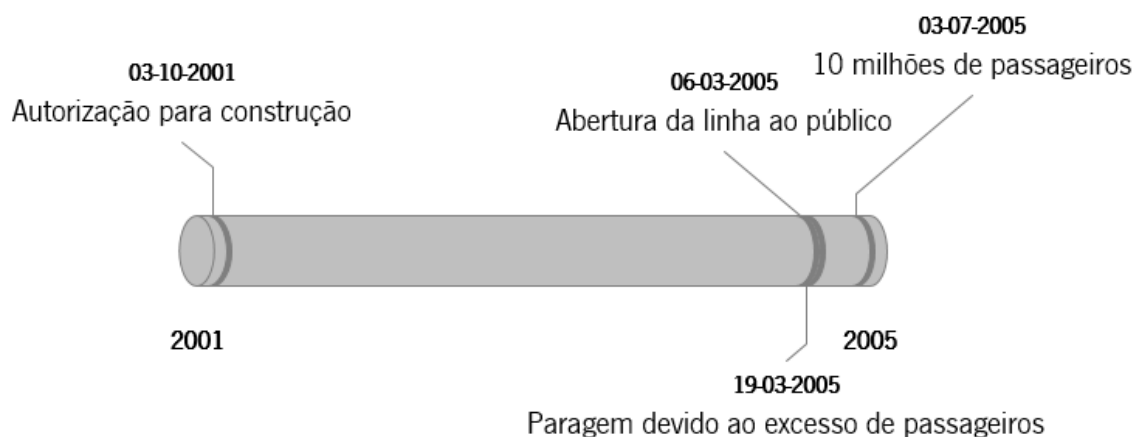 03-07-2005
10 milhões de passageiros
03-10-2001
Autorização para construção
06-03-2005
Abertura da linha ao público
2001
2005
19-03-2005
Paragem devido ao excesso de passageiros